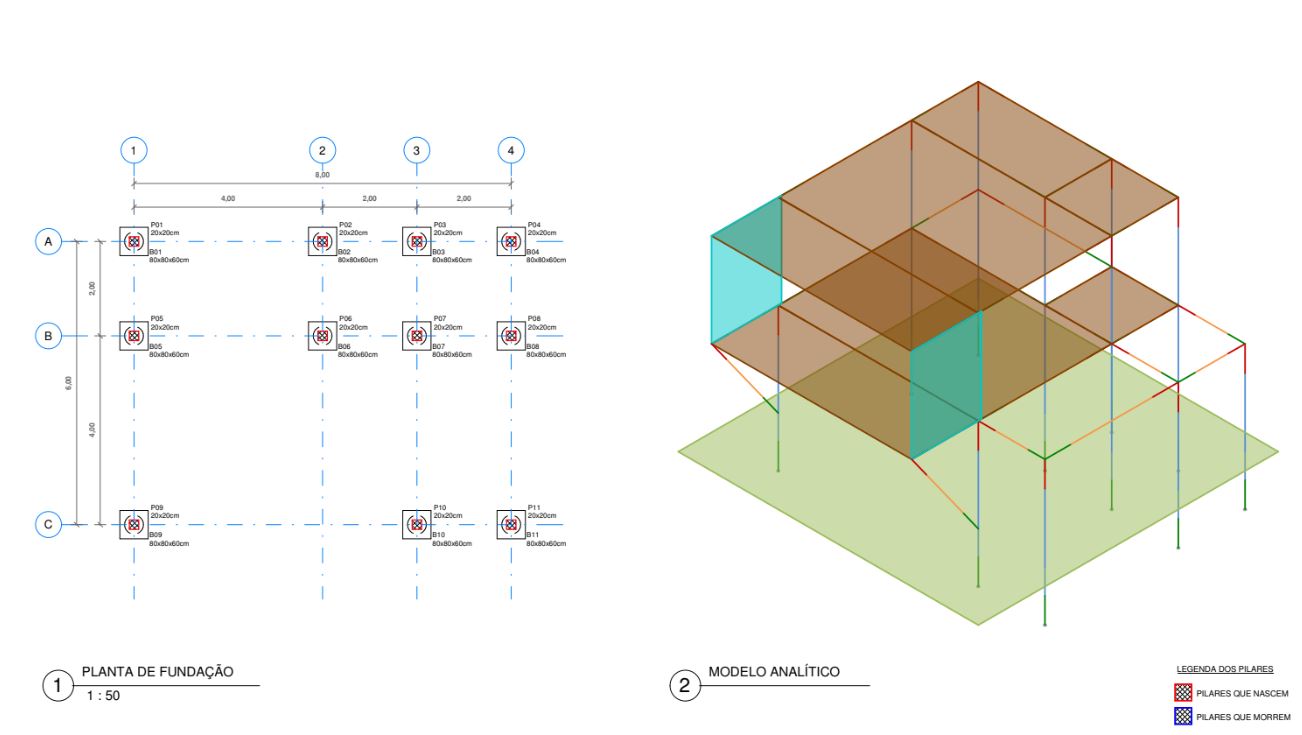 1
2
3
4
8,00
4,00
2,00
2,00
A
P01
20x20cm
B01
80x80x60cm
P02
20x20cm
B02
80x80x60cm
P03
20x20cm
B03
80x80x60cm
P04
20x20cm
B04
80x80x60cm
2,00
B
P05
20x20cm
B05
80x80x60cm
P06
20x20cm
B06
80x80x60cm
P07
20x20cm
B07
80x80x60cm
P08
20x20cm
B08
80x80x60cm
6,00
4,00
C
P09
20x20cm
B09
80x80x60cm
P10
20x20cm
B10
80x80x60cm
P11
20x20cm
B11
80x80x60cm
1
PLANTA DE FUNDAÇÃO
1 : 50
2
MODELO ANALÍTICO
LEGENDA DOS PILARES
PILARES QUE NASCEM
PILARES QUE MORREM